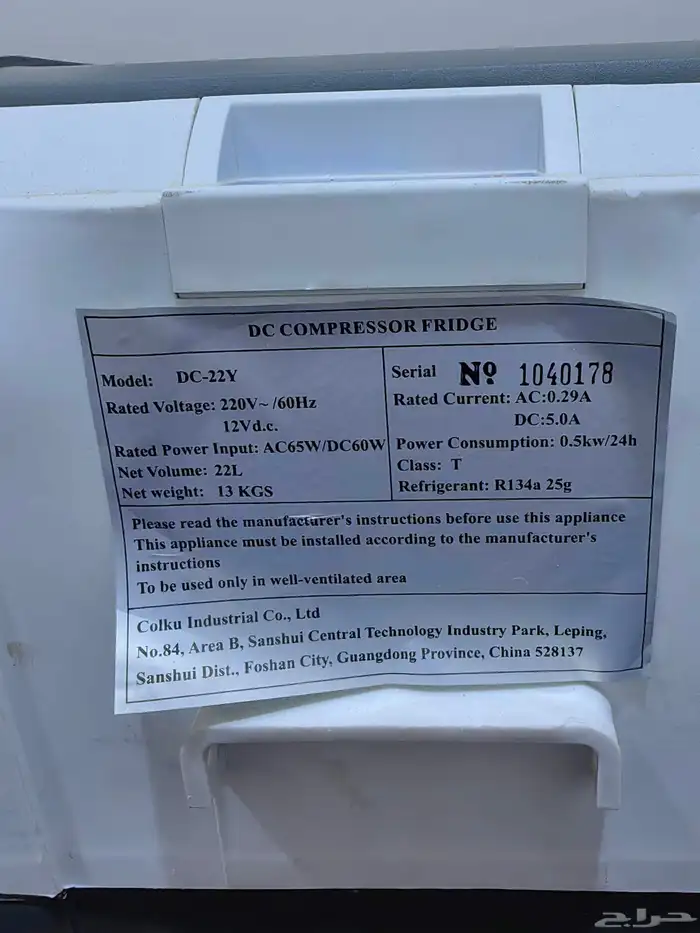 DC COMPRESSOR FRIDGE
Model: DC-22Y
Rated Voltage: 220V~ /60Hz
12Vd.c.
Rated Power Input: AC65W/DC60W
Net Volume: 22L
Net weight: 13 KGS
Serial Nº 1040178
Rated Current: AC:0.29A
DC:5.0A
Power Consumption: 0.5kw/24h
Class: T
Refrigerant: R134a 25g
Please read the manufacturer's instructions before use this appliance
This appliance must be installed according to the manufacturer's
instructions
To be used only in well-ventilated area
Colku Industrial Co., Ltd
No.84, Area B, Sanshui Central Technology Industry Park, Leping,
Sanshui Dist., Foshan City, Guangdong Province, China 528137
حراج